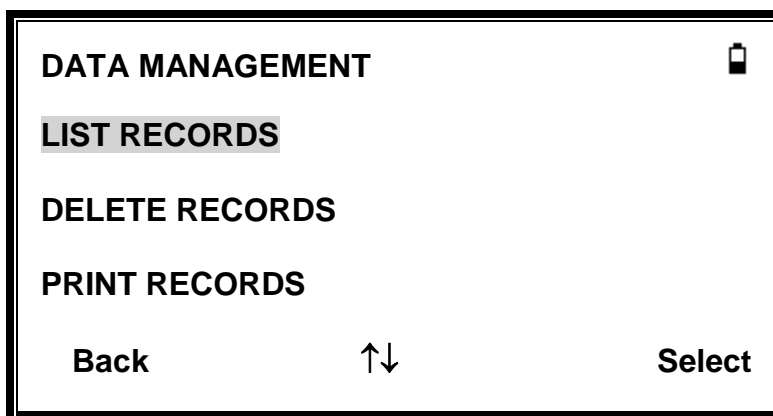 DATA MANAGEMENT
LIST RECORDS
DELETE RECORDS
PRINT RECORDS
Back ↑↓ Select